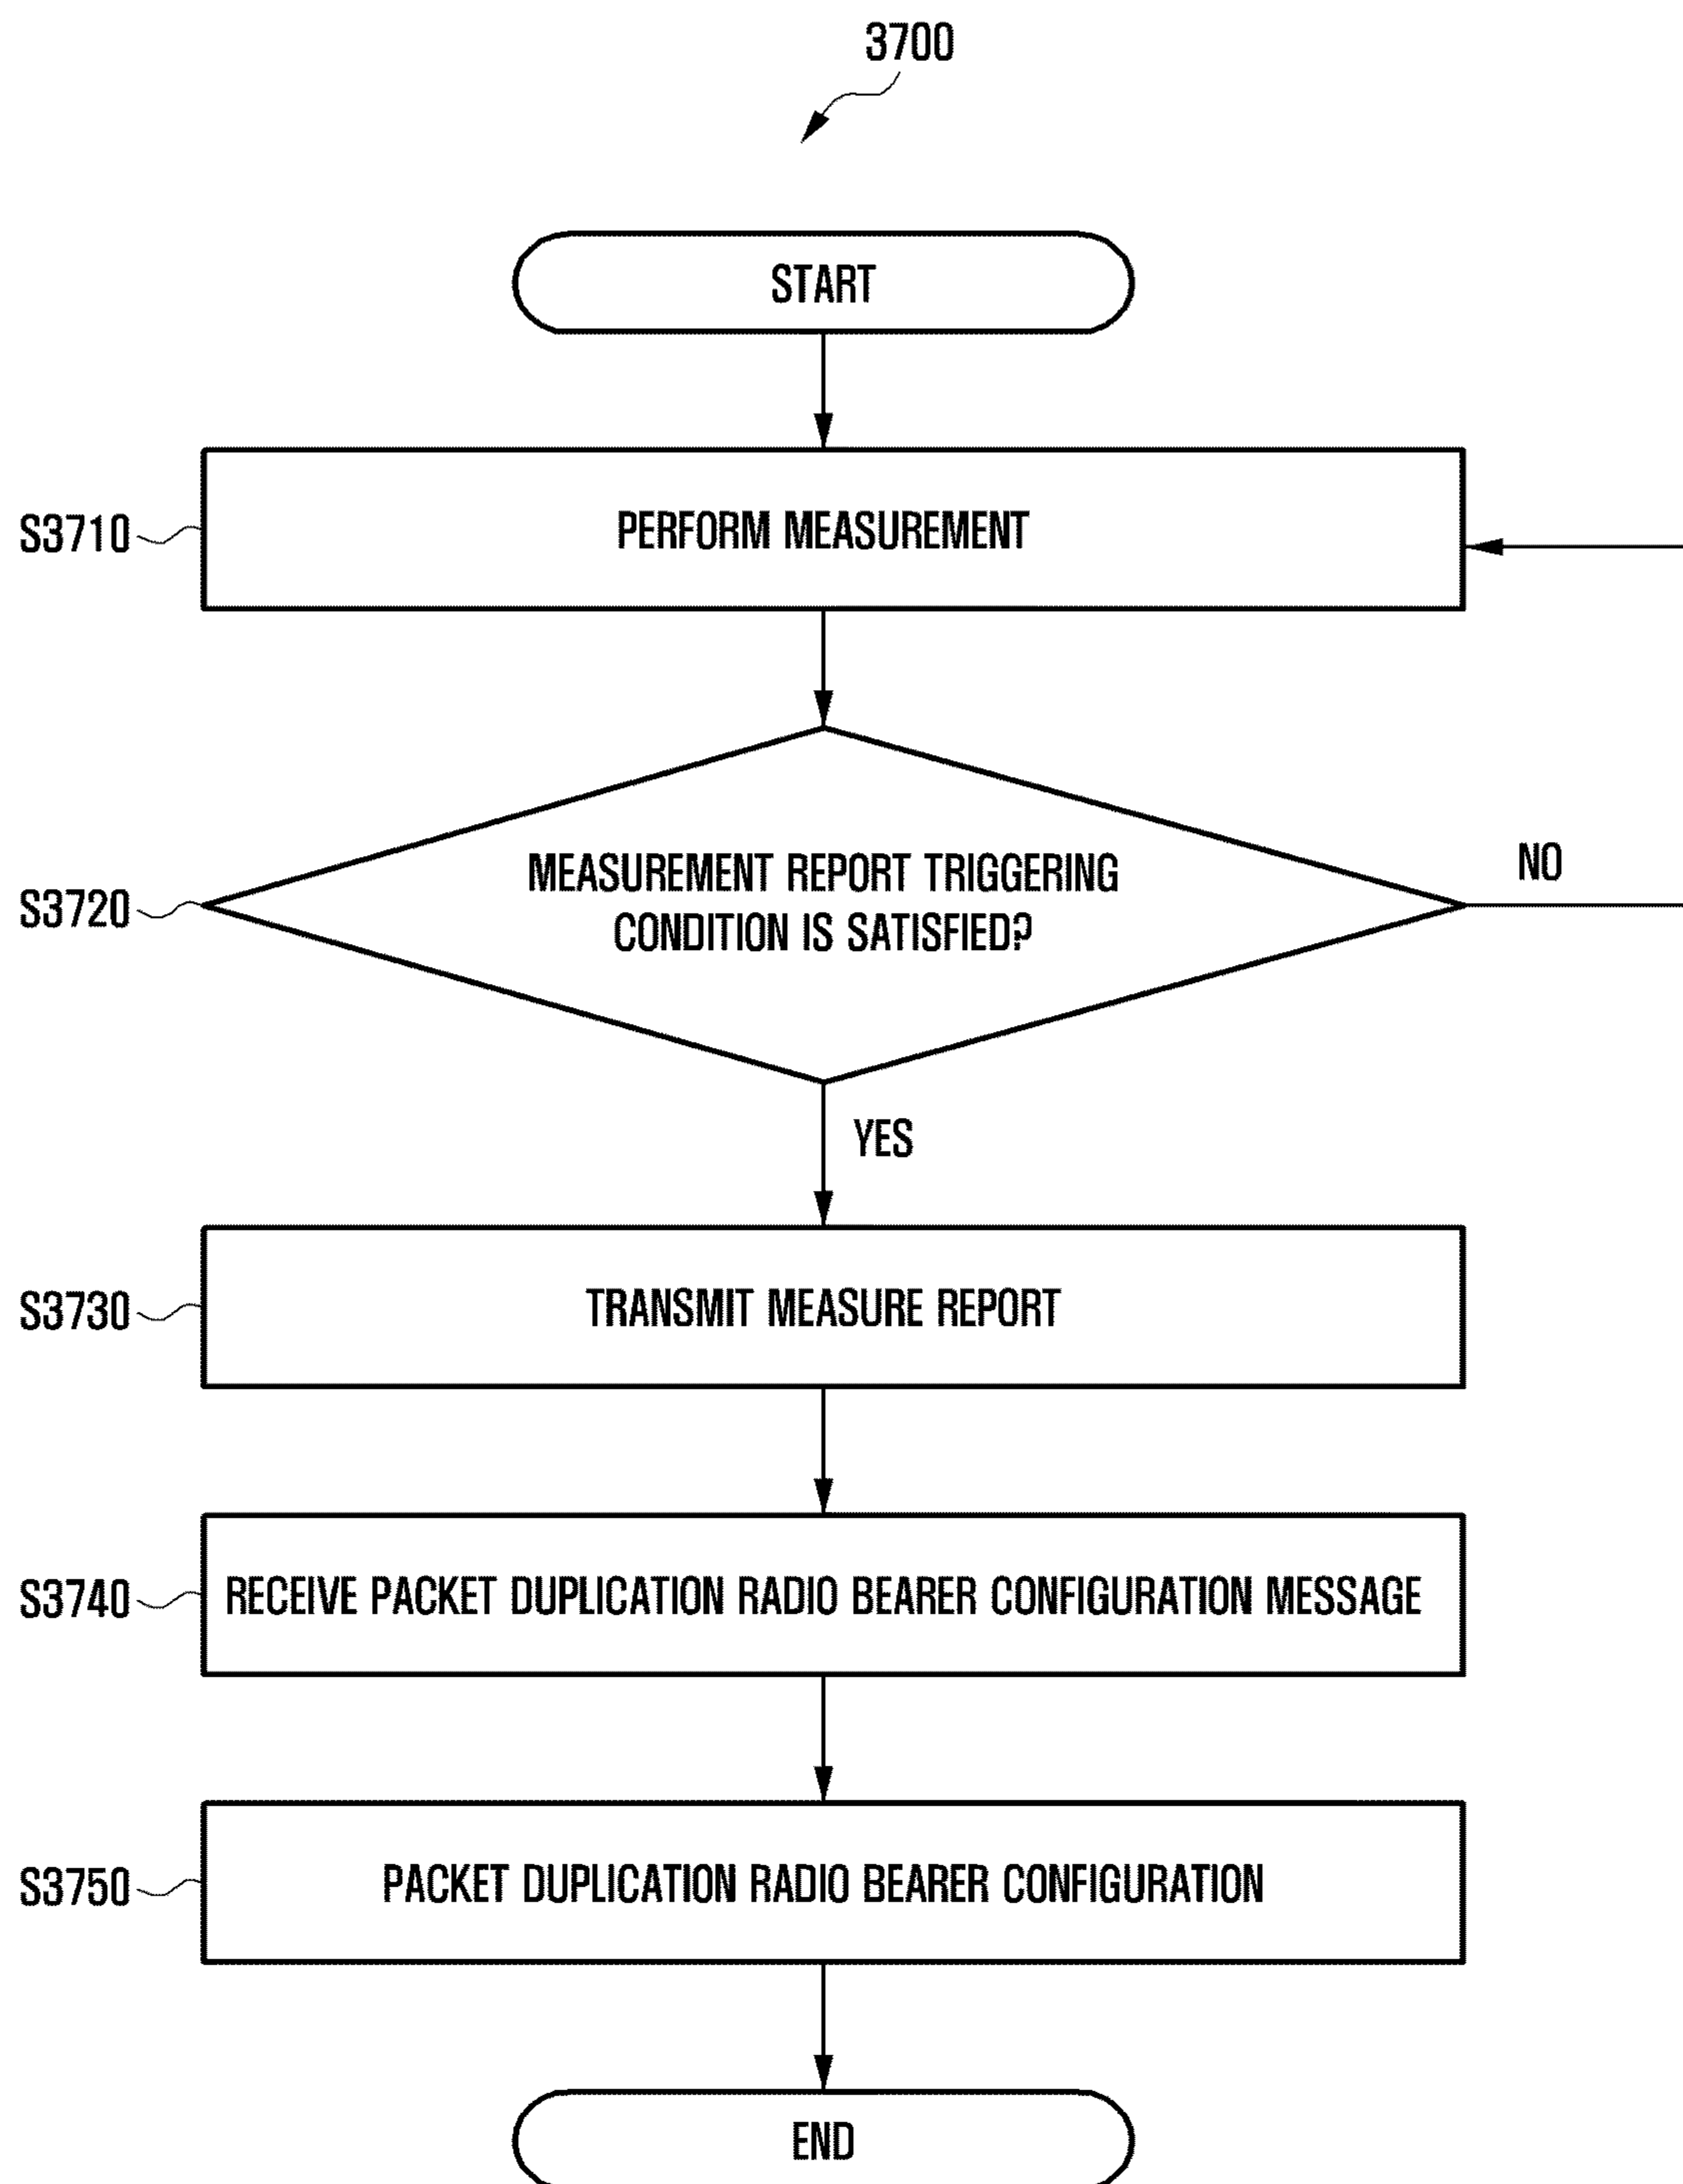 3700
START
S3710
PERFORM MEASUREMENT
S3720
MEASUREMENT REPORT TRIGGERING
CONDITION IS SATISFIED?
NO
YES
S3730
TRANSMIT MEASURE REPORT
S3740
RECEIVE PACKET DUPLICATION RADIO BEARER CONFIGURATION MESSAGE
S3750
PACKET DUPLICATION RADIO BEARER CONFIGURATION
END